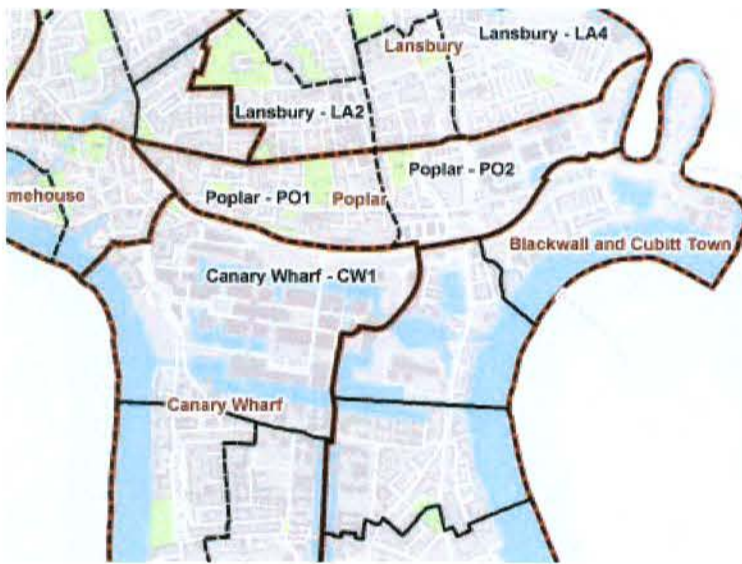 Lansbury - LA4
Lansbury
Lansbury - LA2
Poplar - PO2
mehouse
Poplar - PO1
Poplar
Blackwall and Cubitt Town
Canary Wharf - CW1
Canary Wharf